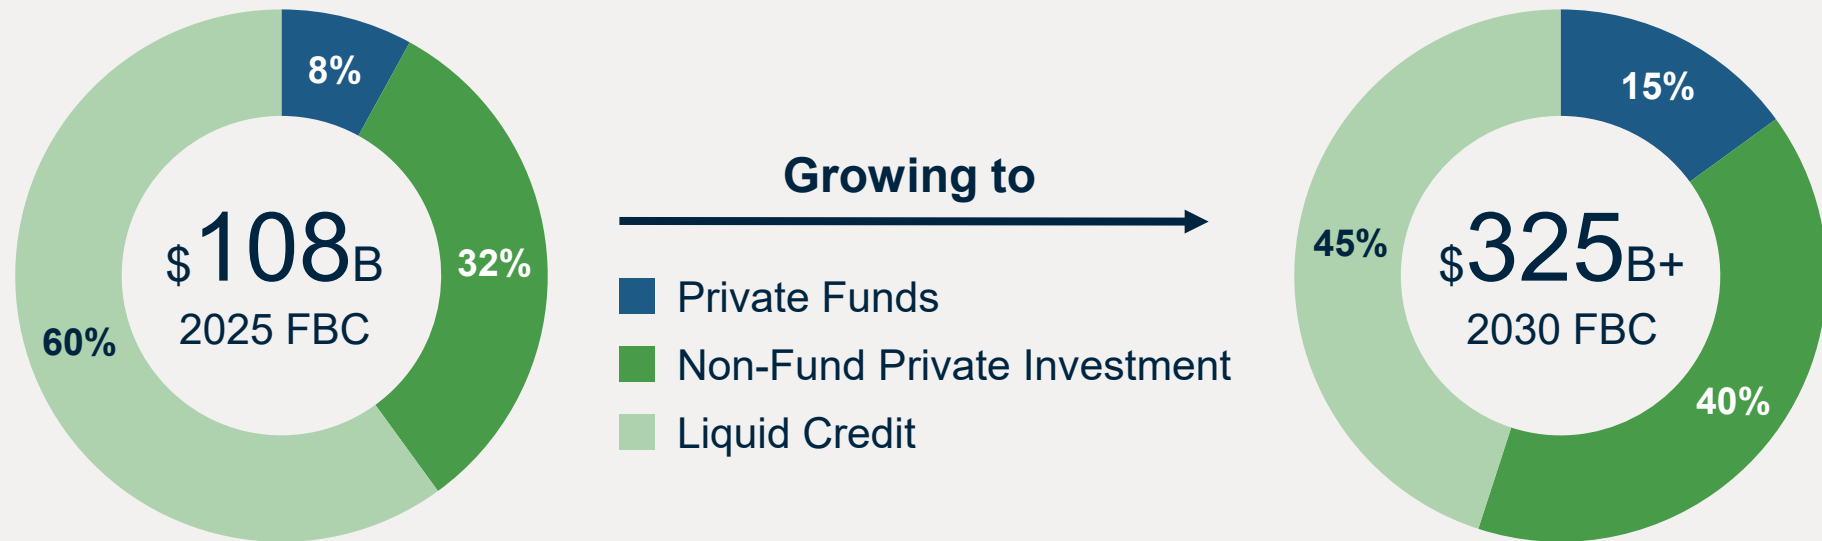 8%
32%
60%
$108B
2025 FBC
Growing to
Private Funds
Non-Fund Private Investment
Liquid Credit
15%
40%
45%
$325B+
2030 FBC